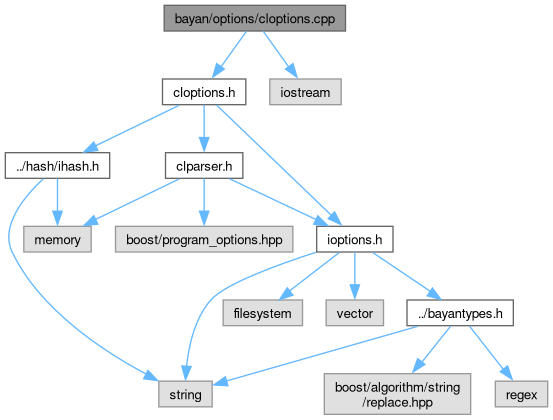 bayan/options/cloptions.cpp
cloptions.h
iostream
../hash/ihash.h
clparser.h
memory
boost/program_options.hpp
ioptions.h
filesystem
vector
../bayantypes.h
string
boost/algorithm/string
/replace.hpp
regex